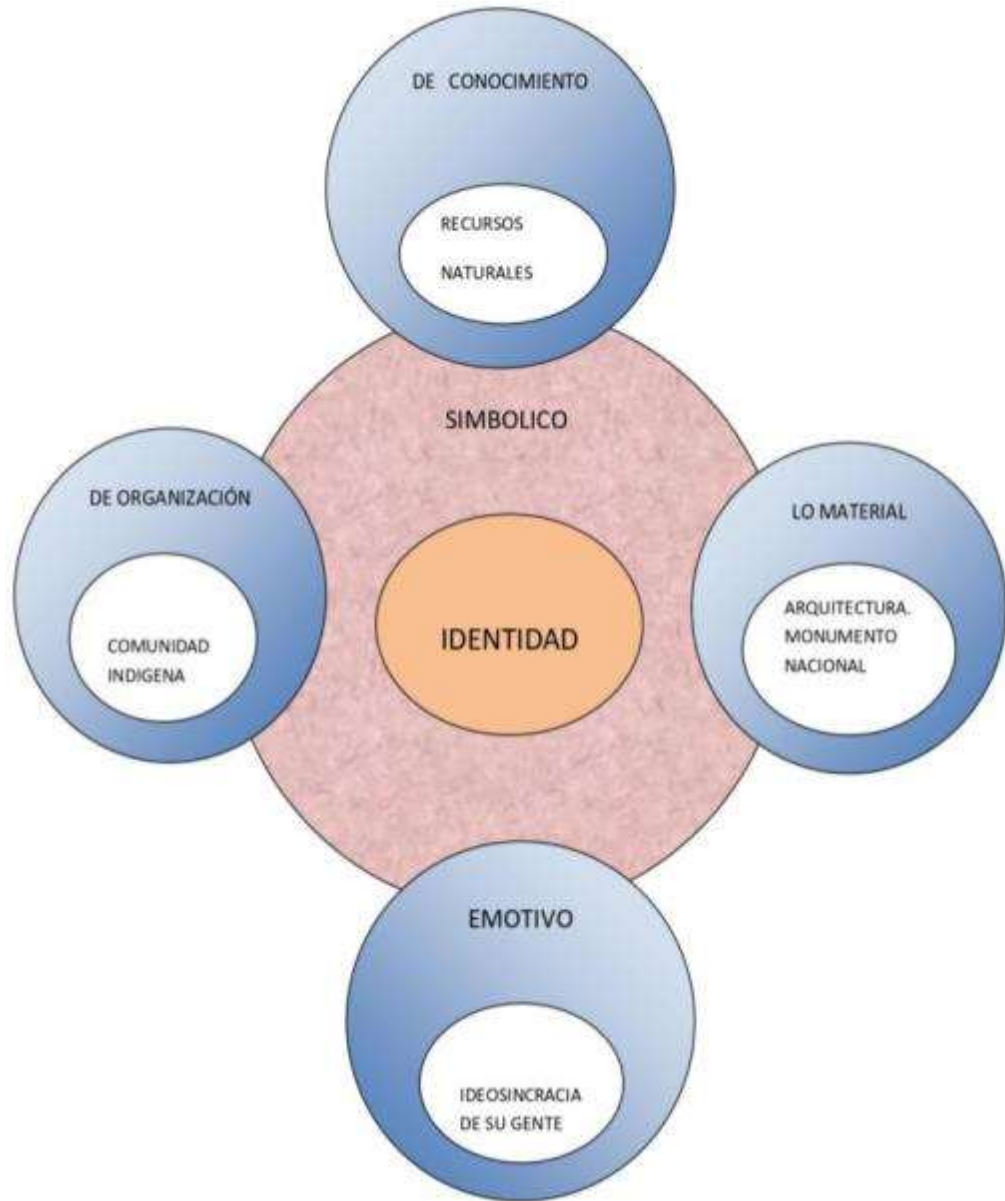 DE CONOCIMIENTO
RECURSOS
NATURALES
SIMBOLICO
DE ORGANIZACIÓN
COMUNIDAD
INDIGENA
IDENTIDAD
LO MATERIAL
ARQUITECTURA.
MONUMENTO
NACIONAL
EMOTIVO
IDEOSINCRACIA
DE SU GENTE